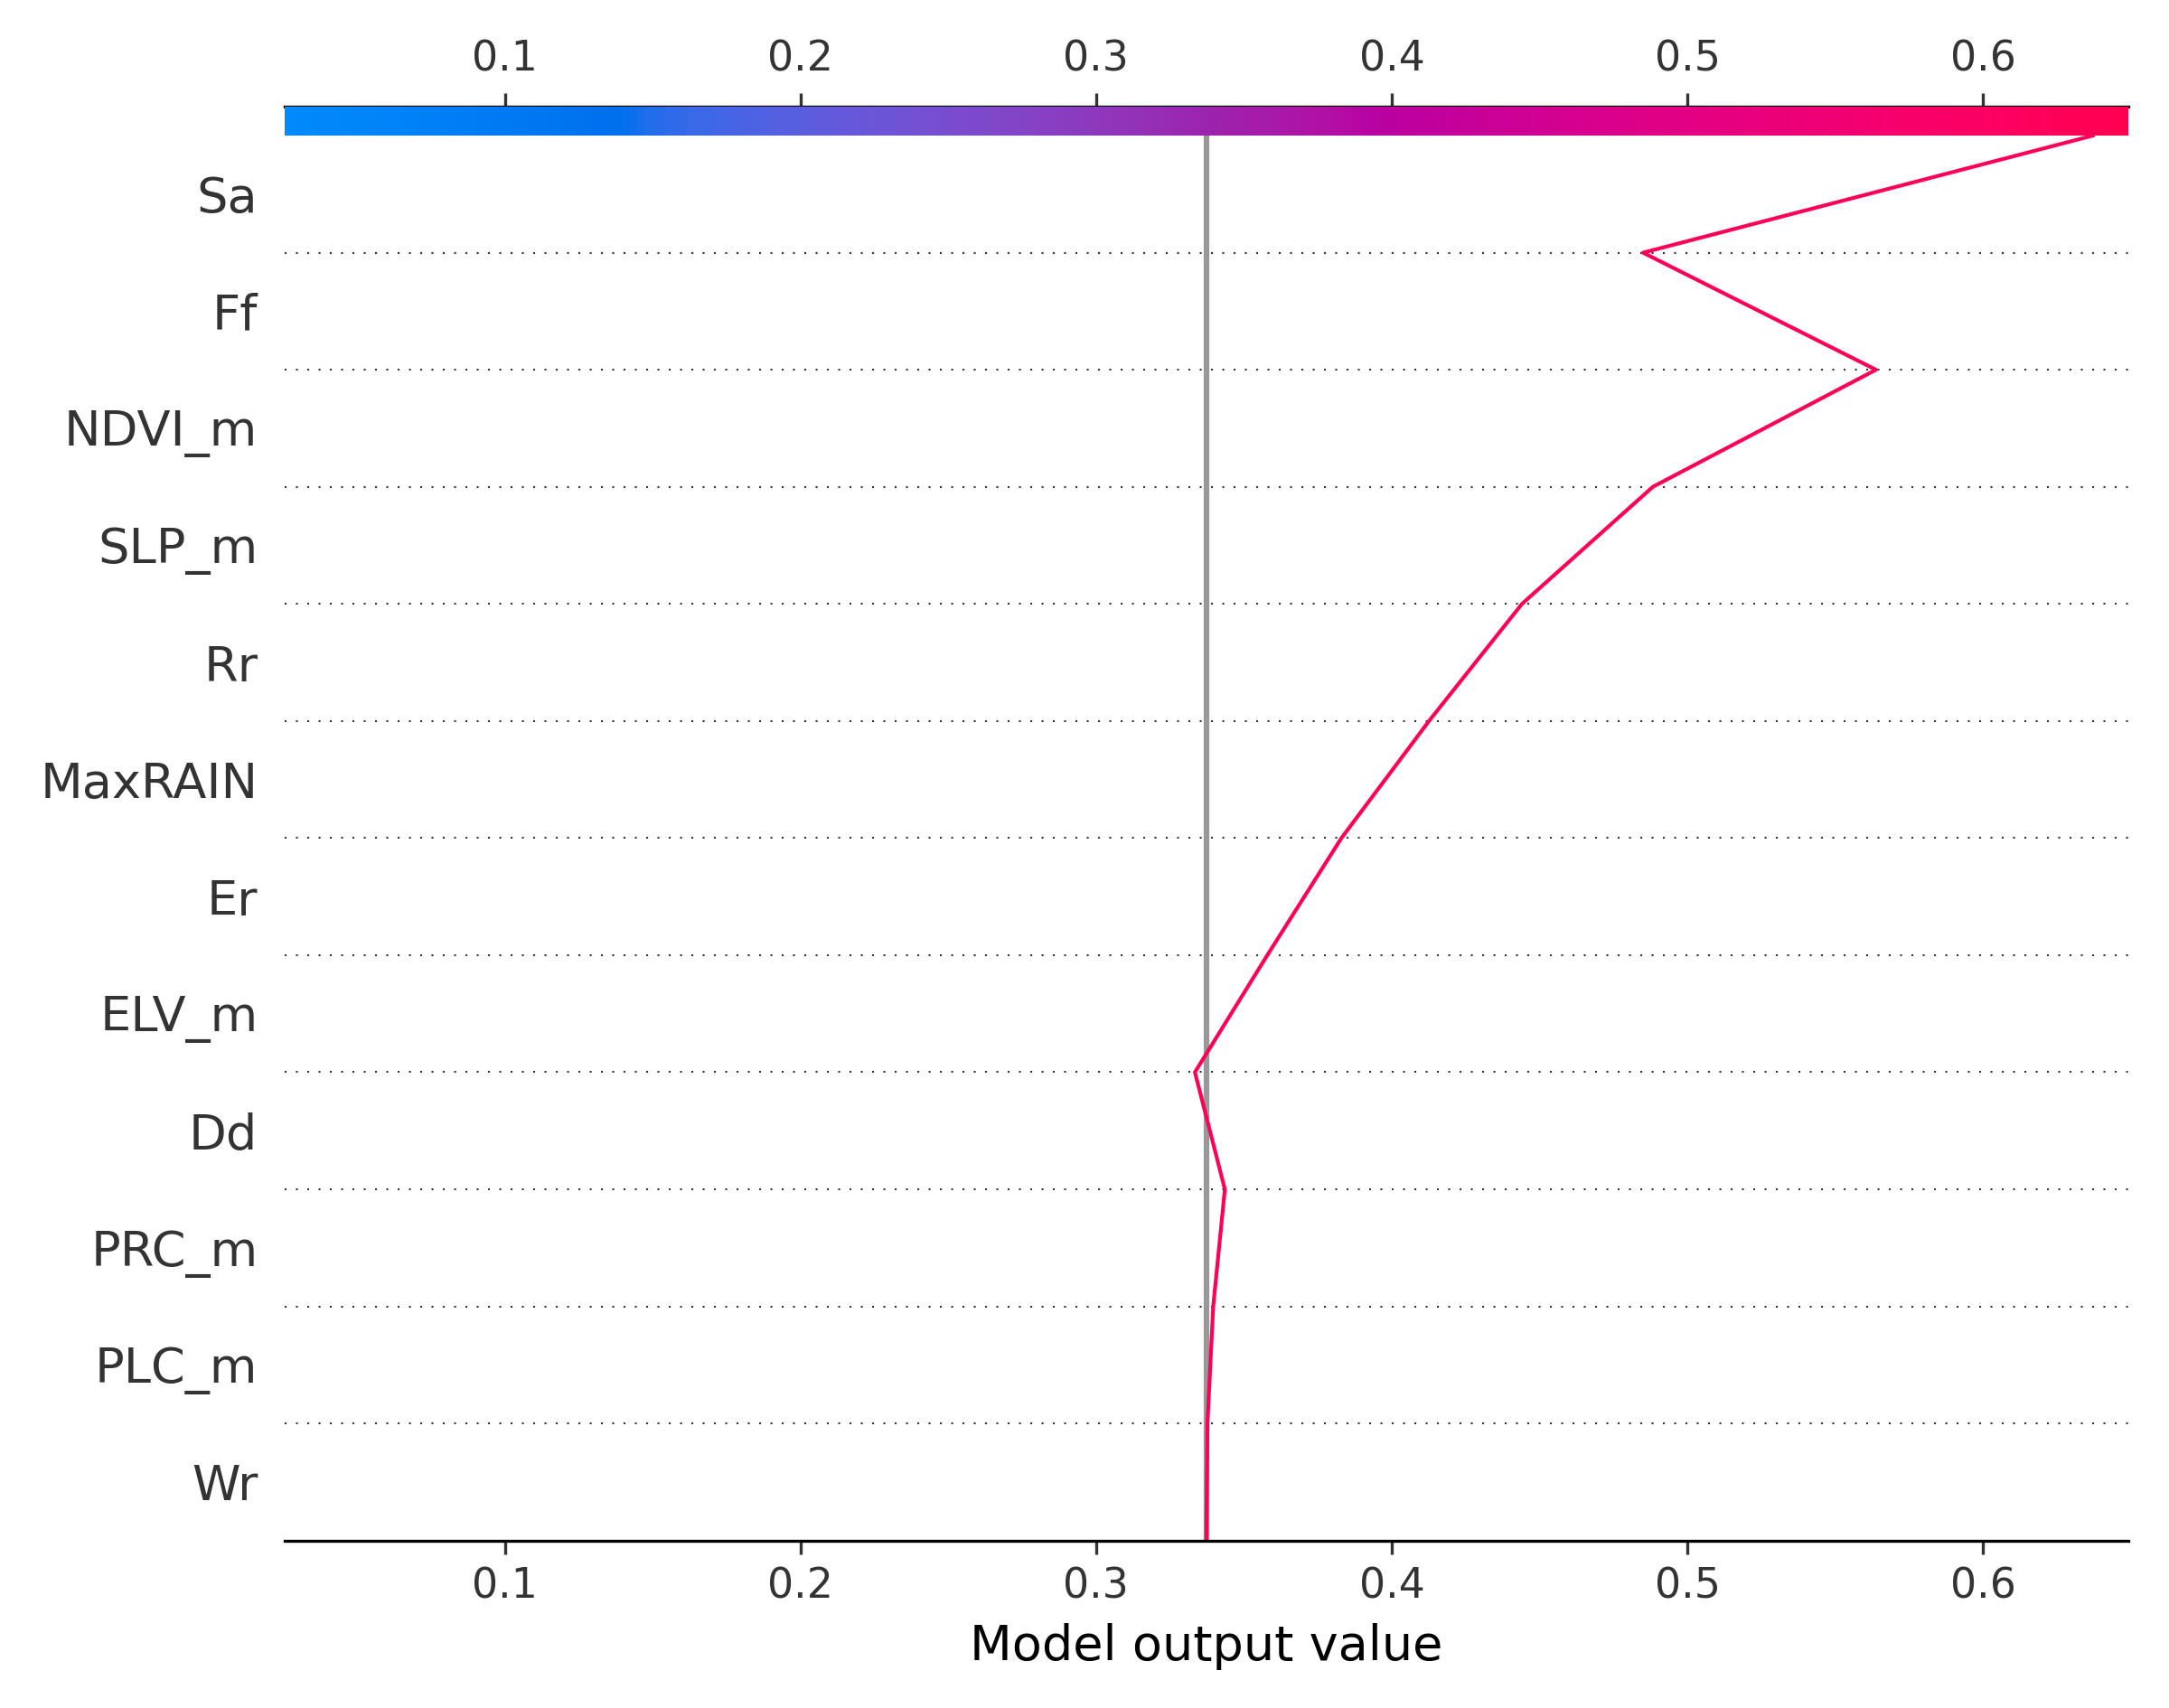 0.1 0.2 0.3 0.4 0.5 0.6
Sa
Ff
NDVI_m
SLP_m
Rr
MaxRAIN
Er
ELV_m
Dd
PRC_m
PLC_m
Wr
0.1 0.2 0.3 0.4 0.5 0.6
Model output value